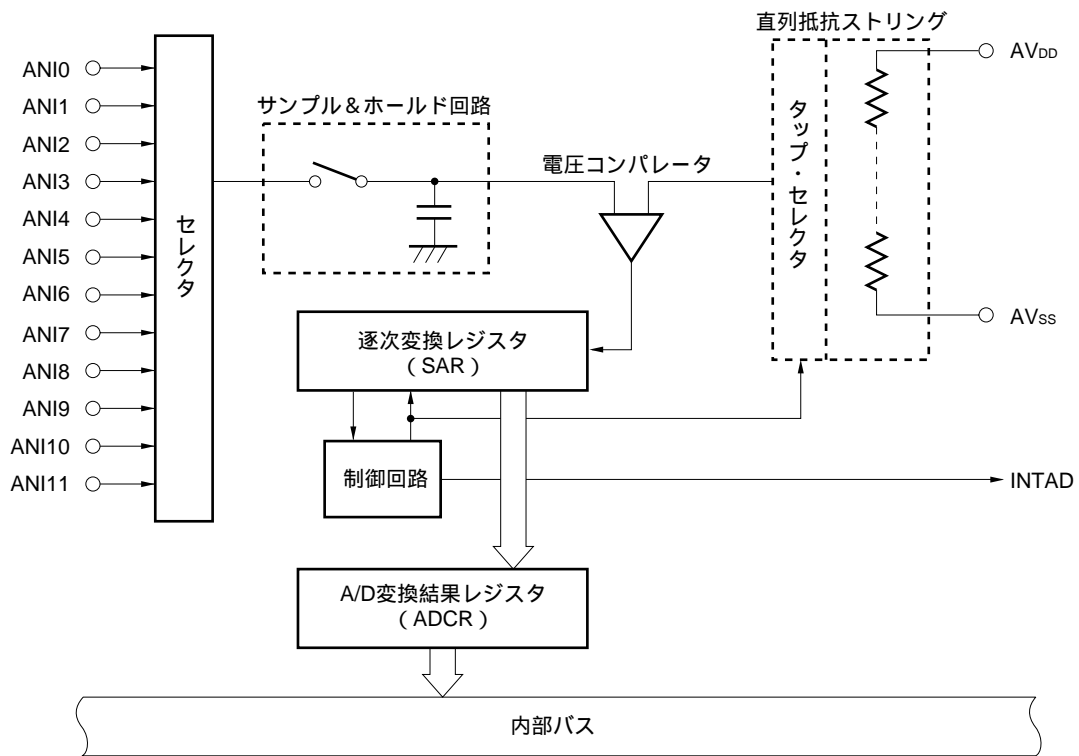 直列抵抗ストリング
ANI0
ANI1
ANI2
ANI3
ANI4
ANI5
ANI6
ANI7
ANI8
ANI9
ANI10
ANI11
セレクタ
サンプル&ホールド回路
電圧コンパレータ
タップ・セレクタ
AVDD
AVSS
逐次変換レジスタ
(SAR)
制御回路
INTAD
A/D変換結果レジスタ
(ADCR)
内部バス